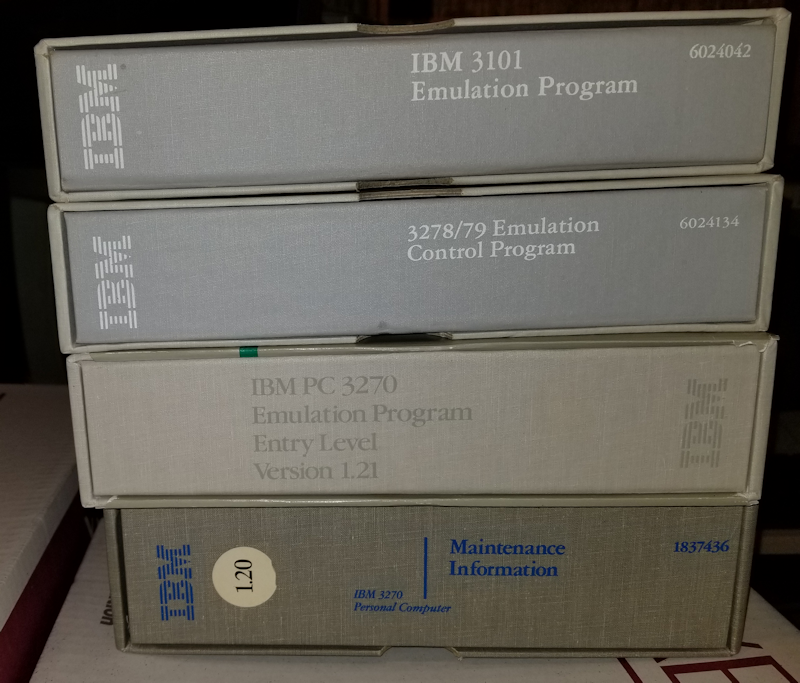 IBM
IBM 3101
Emulation Program
6024042
IBM
3278/79 Emulation
Control Program
6024134
IBM PC 3270
Emulation Program
Entry Level
Version 1.21
IBM
IBM
1.20
IBM 3270
Personal Computer
Maintenance
Information
1837436